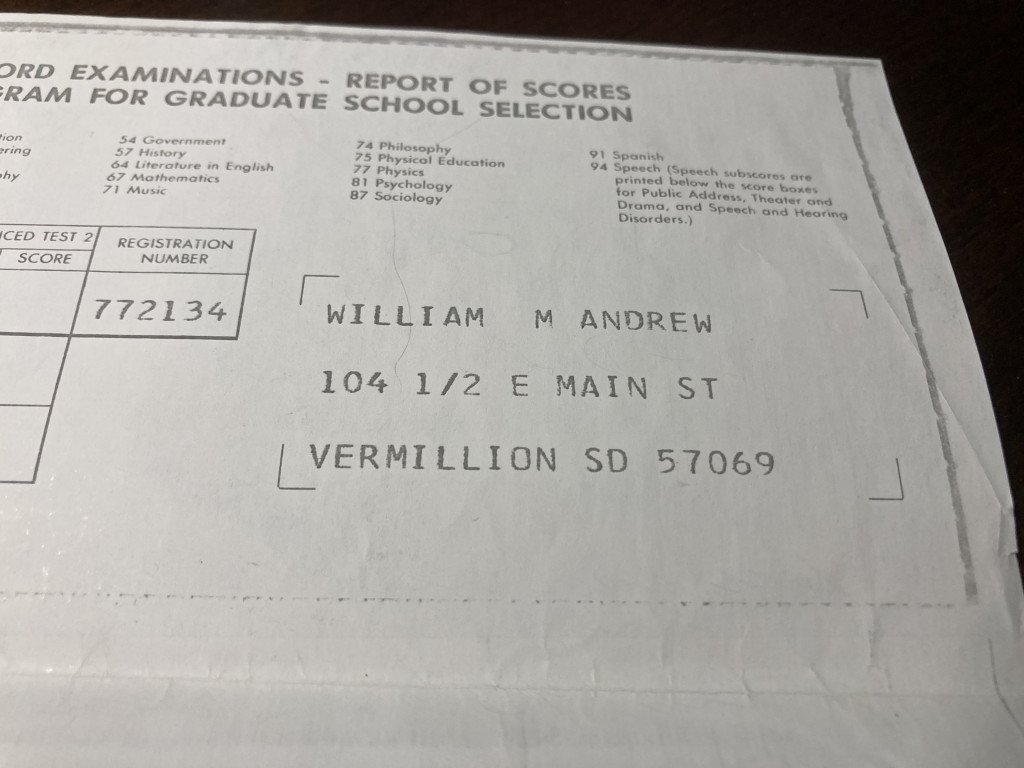 ORD EXAMINATIONS - REPORT OF SCORES
RAM FOR GRADUATE SCHOOL SELECTION
54 Government
57 History
64 Literature in English
67 Mathematics
71 Music
74 Philosophy
75 Physical Education
77 Physics
81 Psychology
87 Sociology
91 Spanish
94 Speech (Speech subscores are
printed below the score boxes
for Public Address, Theater and
Drama, and Speech and Hearing
Disorders.)
CED TEST 2
SCORE
REGISTRATION
NUMBER
772134
WILLIAM M ANDREW
104 1/2 E MAIN ST
VERMILLION SD 57069